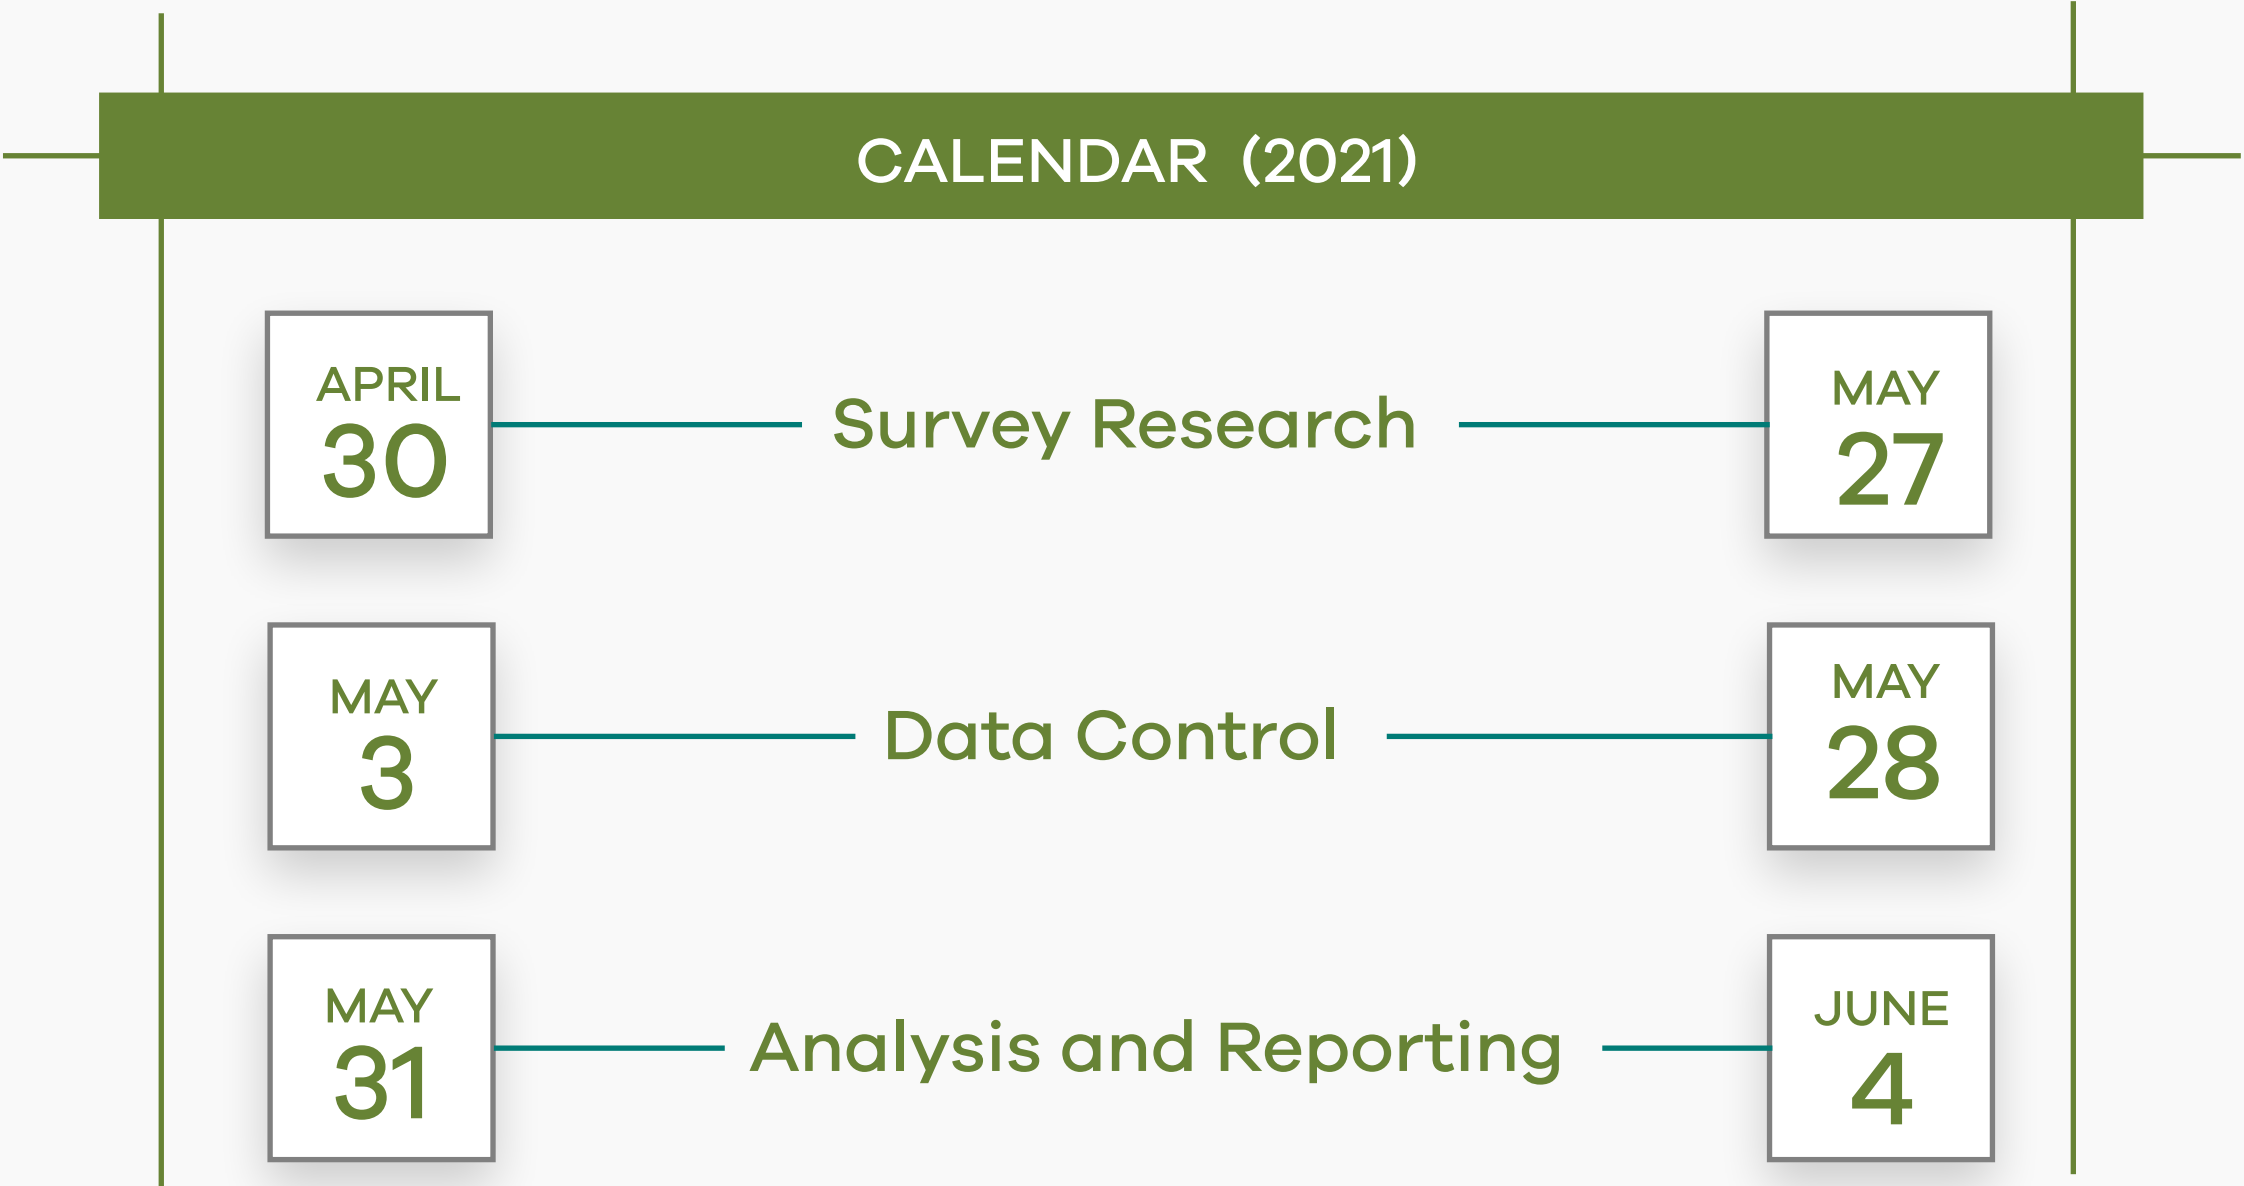 CALENDAR (2021)
APRIL
30
Survey Research
MAY
27
MAY
3
Data Control
MAY
28
MAY
31
Analysis and Reporting
JUNE
4